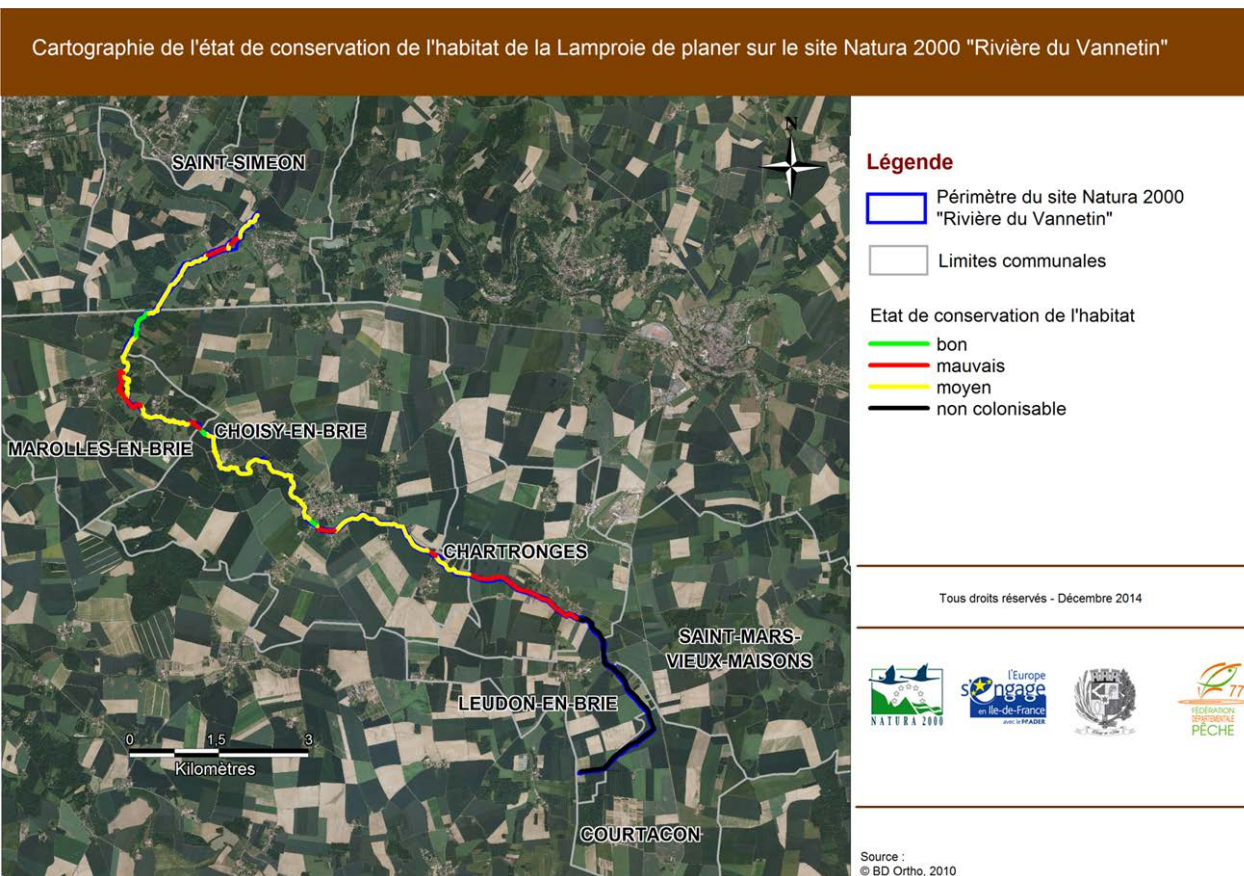 Cartographie de l'état de conservation de l'habitat de la Lamproie de planer sur le site Natura 2000 "Rivière du Vannetin"
N
SAINT-SIMEON
CHOISY-EN-BRIE
MAROLLES-EN-BRIE
CHARTRONGES
SAINT-MARS-
VIEUX-MAISONS
LEUDON-EN-BRIE
COURTACON
0 1,5 3
Kilomètres
Légende
Périmètre du site Natura 2000
"Rivière du Vannetin"
Limites communales
Etat de conservation de l'habitat
bon
mauvais
moyen
non colonisable
Tous droits réservés - Décembre 2014
NATURA 2000
l'Europe
s'engage
en Ile-de-France
avec le FEADER
77
FÉDÉRATION
DÉPARTEMENTALE
PÊCHE
Source :
© BD Ortho, 2010